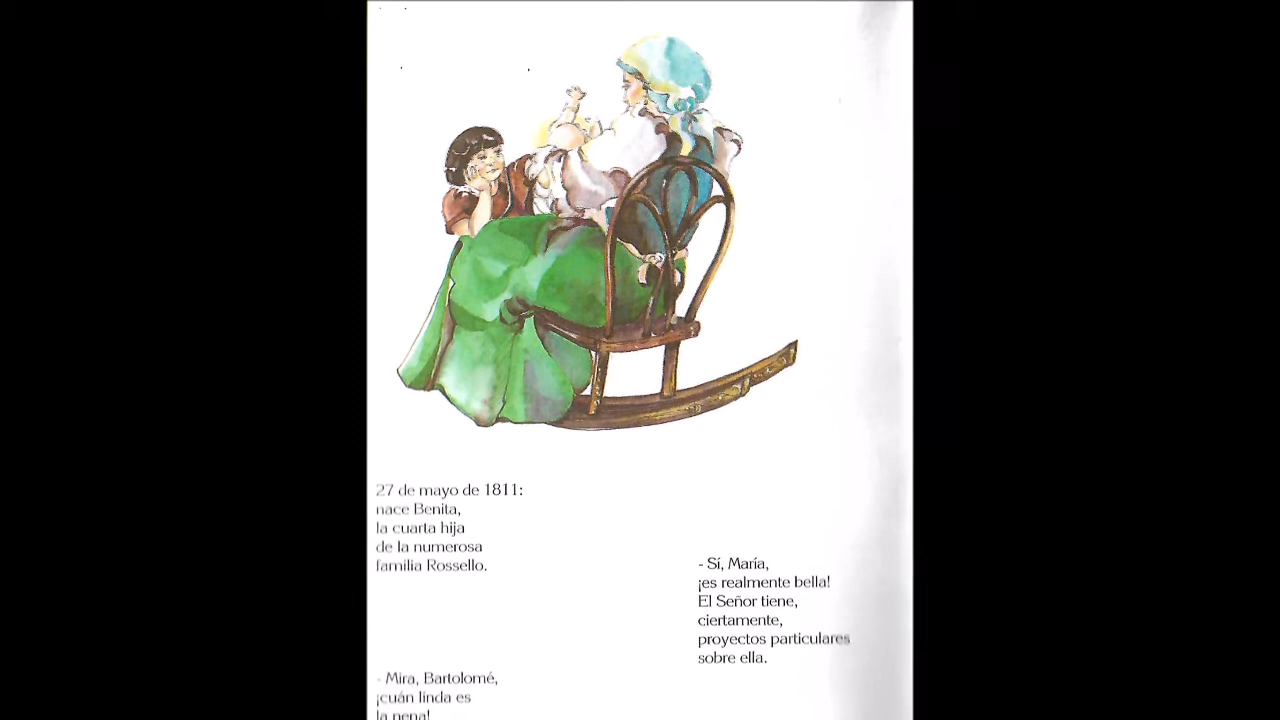 27 de mayo de 1811:
nace Benita,
la cuarta hija
de la numerosa
familia Rossello.
- Mira, Bartolomé,
¡cuán linda es
la nena!
- Sí, María,
¡es realmente bella!
El Señor tiene,
ciertamente,
proyectos particulares
sobre ella.